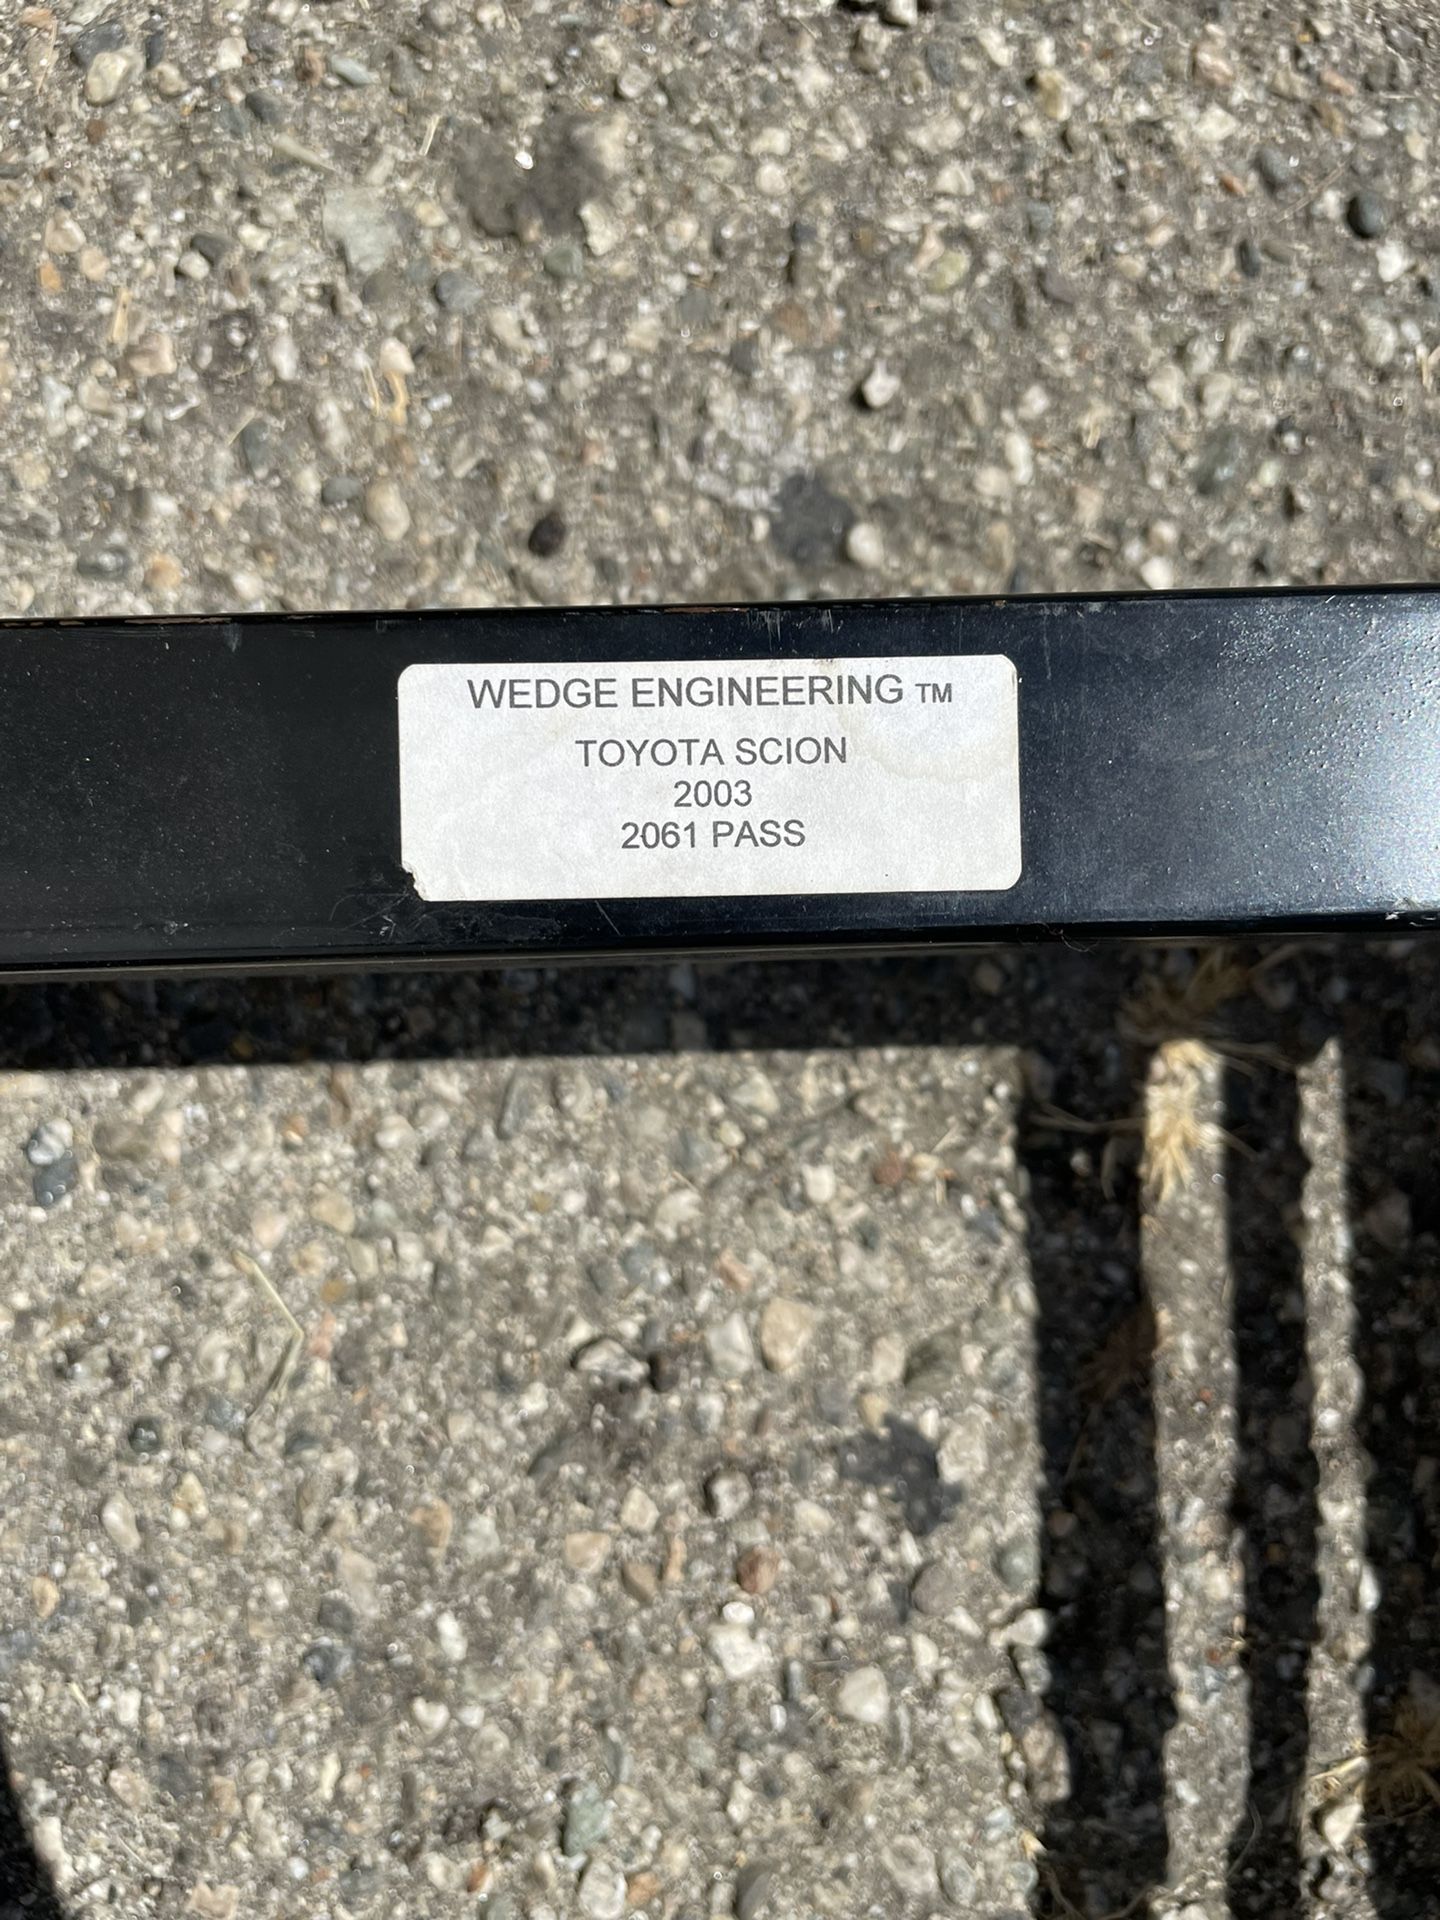 WEDGE ENGINEERING TM
TOYOTA SCION
2003
2061 PASS